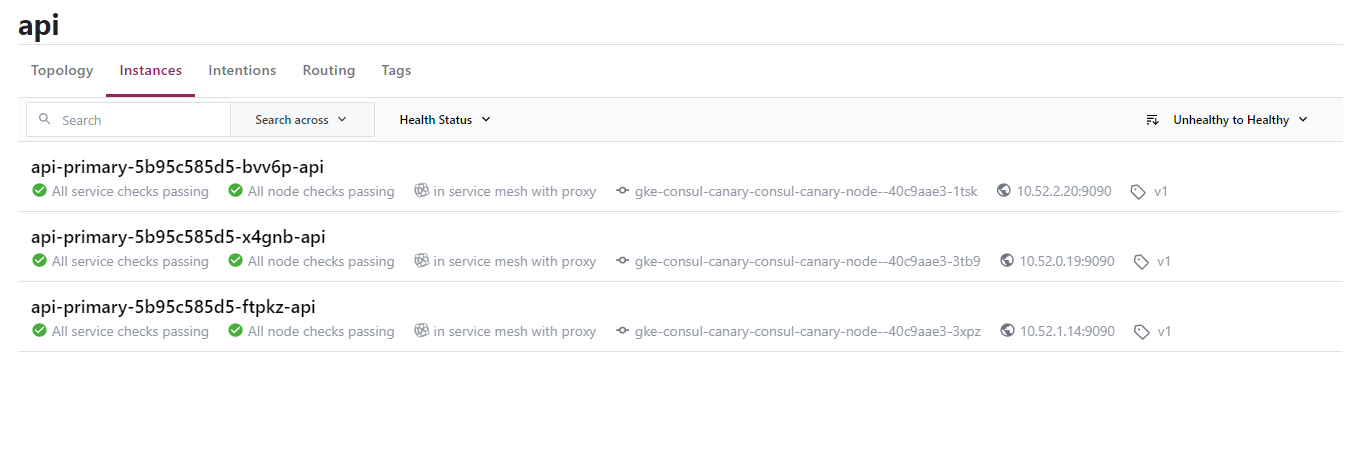 api
Topology Instances Intentions Routing Tags
Search Search across Health Status Unhealthy to Healthy
api-primary-5b95c585d5-bvv6p-api
All service checks passing All node checks passing in service mesh with proxy gke-consul-canary-consul-canary-node--40c9aae3-1tsk 10.52.2.20:9090 v1
api-primary-5b95c585d5-x4gnb-api
All service checks passing All node checks passing in service mesh with proxy gke-consul-canary-consul-canary-node--40c9aae3-3tb9 10.52.0.19:9090 v1
api-primary-5b95c585d5-ftpkz-api
All service checks passing All node checks passing in service mesh with proxy gke-consul-canary-consul-canary-node--40c9aae3-3xpz 10.52.1.14:9090 v1